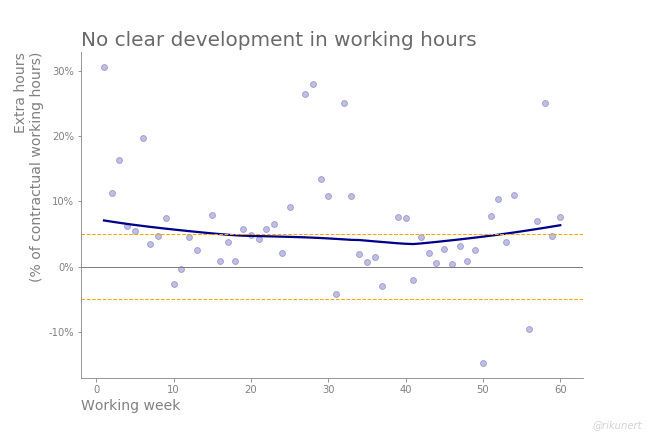 No clear development in working hours
Extra hours
(% of contractual working hours)
30%
20%
10%
0%
-10%
0 10 20 30 40 50 60
Working week
@rikunert